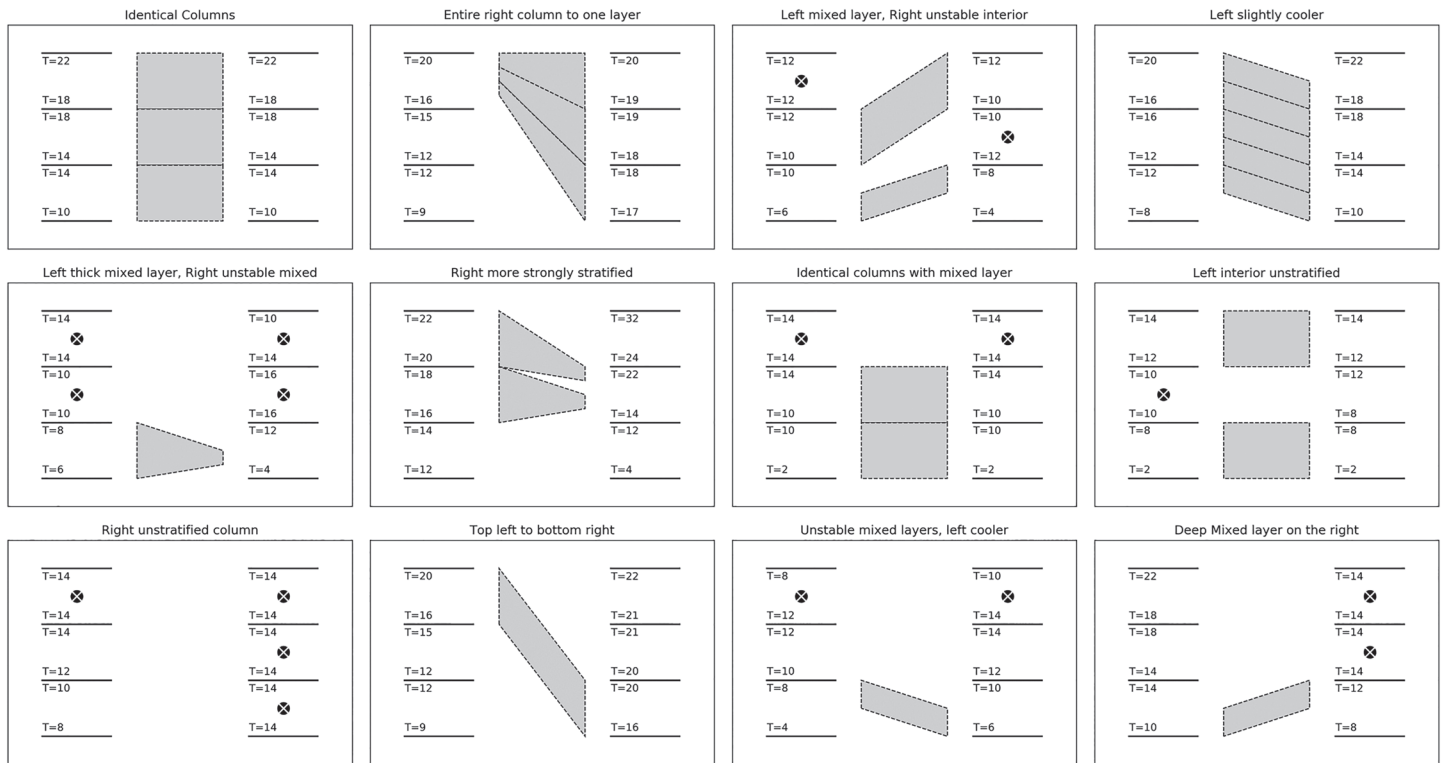 Identical Columns
T=22 T=22
T=18 T=18
T=18 T=18
T=14 T=14
T=14 T=14
T=10 T=10
Entire right column to one layer
T=20 T=20
T=16 T=19
T=15 T=19
T=12 T=18
T=12 T=18
T=9 T=17
Left mixed layer, Right unstable interior
T=12 T=12
T=12 T=10
T=12 T=10
T=10 T=12
T=10 T=8
T=6 T=4
Left slightly cooler
T=20 T=22
T=16 T=18
T=16 T=18
T=12 T=14
T=12 T=14
T=8 T=10
Left thick mixed layer, Right unstable mixed
T=14 T=10
T=14 T=14
T=10 T=16
T=10 T=16
T=8 T=12
T=6 T=4
Right more strongly stratified
T=22 T=32
T=20 T=24
T=18 T=22
T=16 T=14
T=14 T=12
T=12 T=4
Identical columns with mixed layer
T=14 T=14
T=14 T=14
T=14 T=14
T=10 T=10
T=10 T=10
T=2 T=2
Left interior unstratified
T=14 T=14
T=12 T=12
T=10 T=12
T=10 T=8
T=8 T=8
T=2 T=2
Right unstratified column
T=14 T=14
T=14 T=14
T=14 T=14
T=12 T=14
T=10 T=14
T=8 T=14
Top left to bottom right
T=20 T=22
T=16 T=21
T=15 T=21
T=12 T=20
T=12 T=20
T=9 T=16
Unstable mixed layers, left cooler
T=8 T=10
T=12 T=14
T=12 T=14
T=10 T=12
T=8 T=10
T=4 T=6
Deep Mixed layer on the right
T=22 T=14
T=18 T=14
T=18 T=14
T=14 T=14
T=14 T=12
T=10 T=8